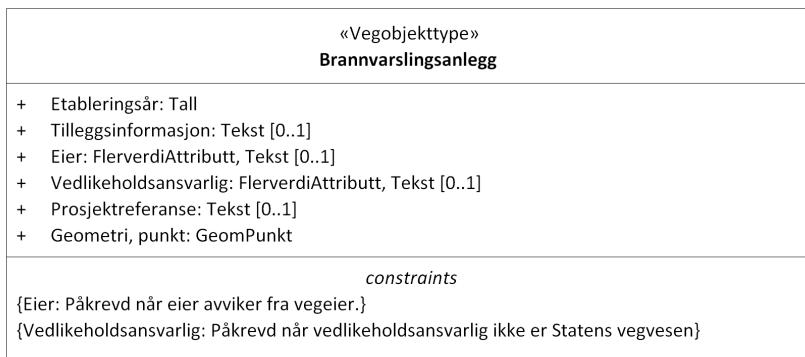 «Vegobjekttype»
Brannvarslingsanlegg
+ Etableringsår: Tall
+ Tilleggsinformasjon: Tekst [0..1]
+ Eier: FlerverdiAttributt, Tekst [0..1]
+ Vedlikeholdsansvarlig: FlerverdiAttributt, Tekst [0..1]
+ Prosjektreferanse: Tekst [0..1]
+ Geometri, punkt: GeomPunkt
constraints
{Eier: Påkrevd når eier avviker fra vegeier.}
{Vedlikeholdsansvarlig: Påkrevd når vedlikeholdsansvarlig ikke er Statens vegvesen}